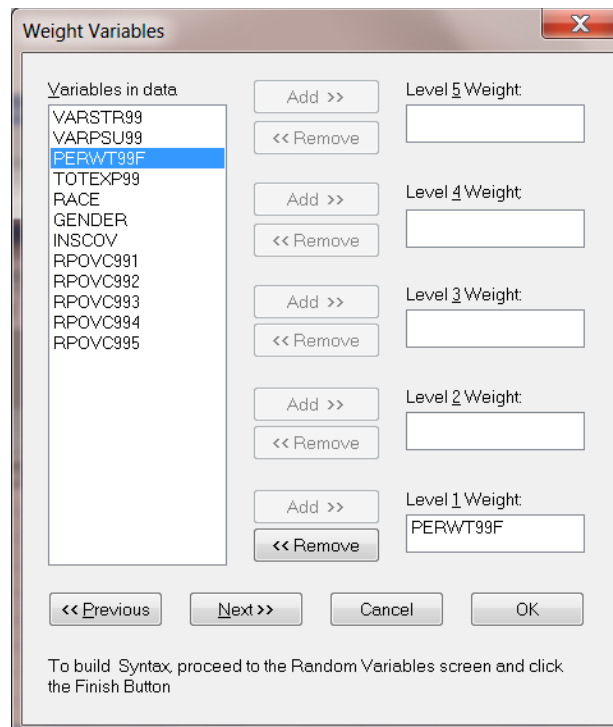 Weight Variables
X
Variables in data
VARSTR99
VARPSU99
PERWT99F
TOTEXP99
RACE
GENDER
INSCOV
RPOVC991
RPOVC992
RPOVC993
RPOVC994
RPOVC995
Add >>
<< Remove
Level 5 Weight:
Add >>
<< Remove
Level 4 Weight:
Add >>
<< Remove
Level 3 Weight:
Add >>
<< Remove
Level 2 Weight:
Add >>
<< Remove
Level 1 Weight:
PERWT99F
<< Previous
Next >>
Cancel
OK
To build Syntax, proceed to the Random Variables screen and click
the Finish Button